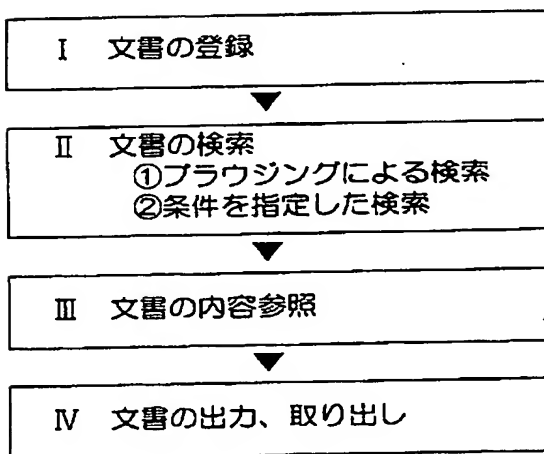 Ⅰ 文書の登録
Ⅱ 文書の検索
①ブラウジングによる検索
②条件を指定した検索
Ⅲ 文書の内容参照
Ⅳ 文書の出力、取り出し